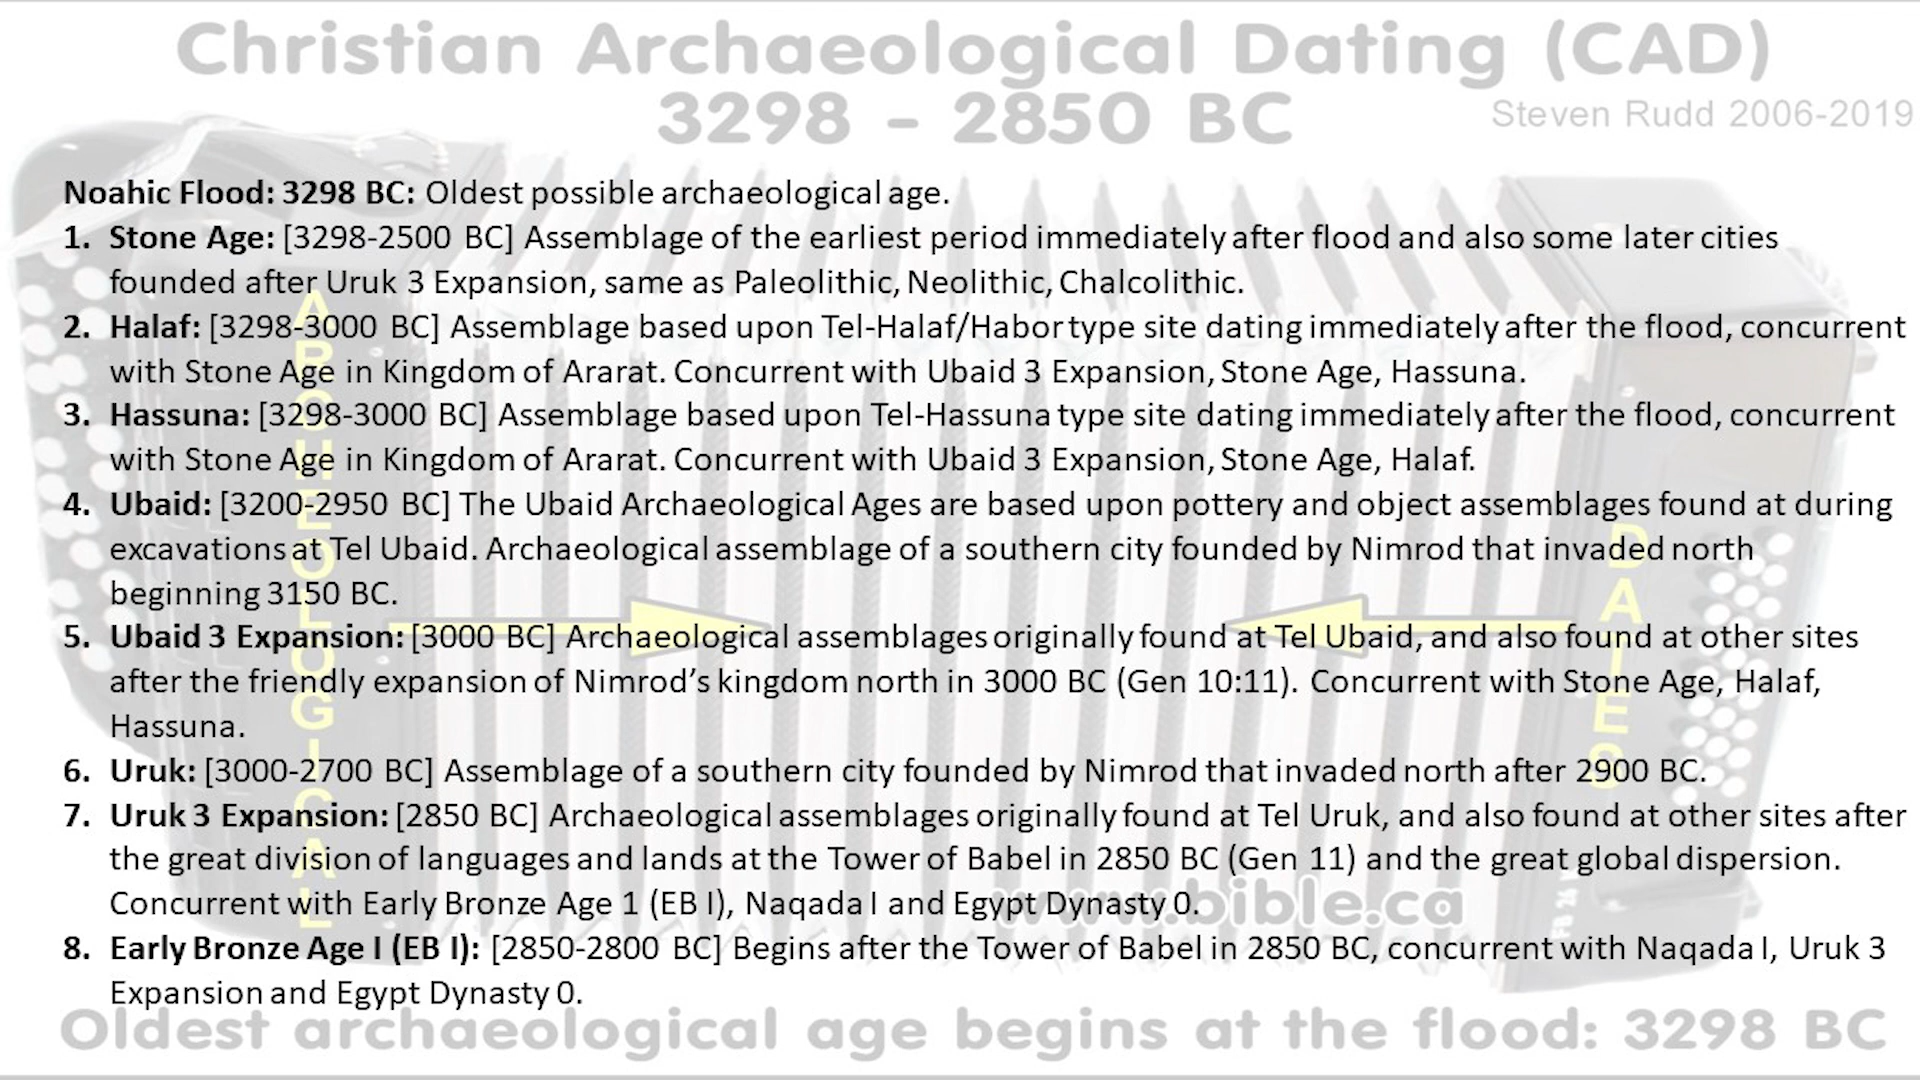 Christian Archaeological Dating (CAD)
3298 – 2850 BC
Steven Rudd 2006-2019
Noahic Flood: 3298 BC: Oldest possible archaeological age.
1. Stone Age: [3298-2500 BC] Assemblage of the earliest period immediately after flood and also some later cities
founded after Uruk 3 Expansion, same as Paleolithic, Neolithic, Chalcolithic.
2. Halaf: [3298-3000 BC] Assemblage based upon Tel-Halaf/Habor type site dating immediately after the flood, concurrent
with Stone Age in Kingdom of Ararat. Concurrent with Ubaid 3 Expansion, Stone Age, Hassuna.
3. Hassuna: [3298-3000 BC] Assemblage based upon Tel-Hassuna type site dating immediately after the flood, concurrent
with Stone Age in Kingdom of Ararat. Concurrent with Ubaid 3 Expansion, Stone Age, Halaf.
4. Ubaid: [3200-2950 BC] The Ubaid Archaeological Ages are based upon pottery and object assemblages found at during
excavations at Tel Ubaid. Archaeological assemblage of a southern city founded by Nimrod that invaded north
beginning 3150 BC.
5. Ubaid 3 Expansion: [3000 BC] Archaeological assemblages originally found at Tel Ubaid, and also found at other sites
after the friendly expansion of Nimrod's kingdom north in 3000 BC (Gen 10:11). Concurrent with Stone Age, Halaf,
Hassuna.
6. Uruk: [3000-2700 BC] Assemblage of a southern city founded by Nimrod that invaded north after 2900 BC.
7. Uruk 3 Expansion: [2850 BC] Archaeological assemblages originally found at Tel Uruk, and also found at other sites after
the great division of languages and lands at the Tower of Babel in 2850 BC (Gen 11) and the great global dispersion.
Concurrent with Early Bronze Age 1 (EB I), Naqada I and Egypt Dynasty 0.
8. Early Bronze Age I (EB I): [2850-2800 BC] Begins after the Tower of Babel in 2850 BC, concurrent with Naqada I, Uruk 3
Expansion and Egypt Dynasty 0.
Oldest archaeological age begins at the flood: 3298 BC
ARCHEOLOGICAL
DATES
www.bible.ca